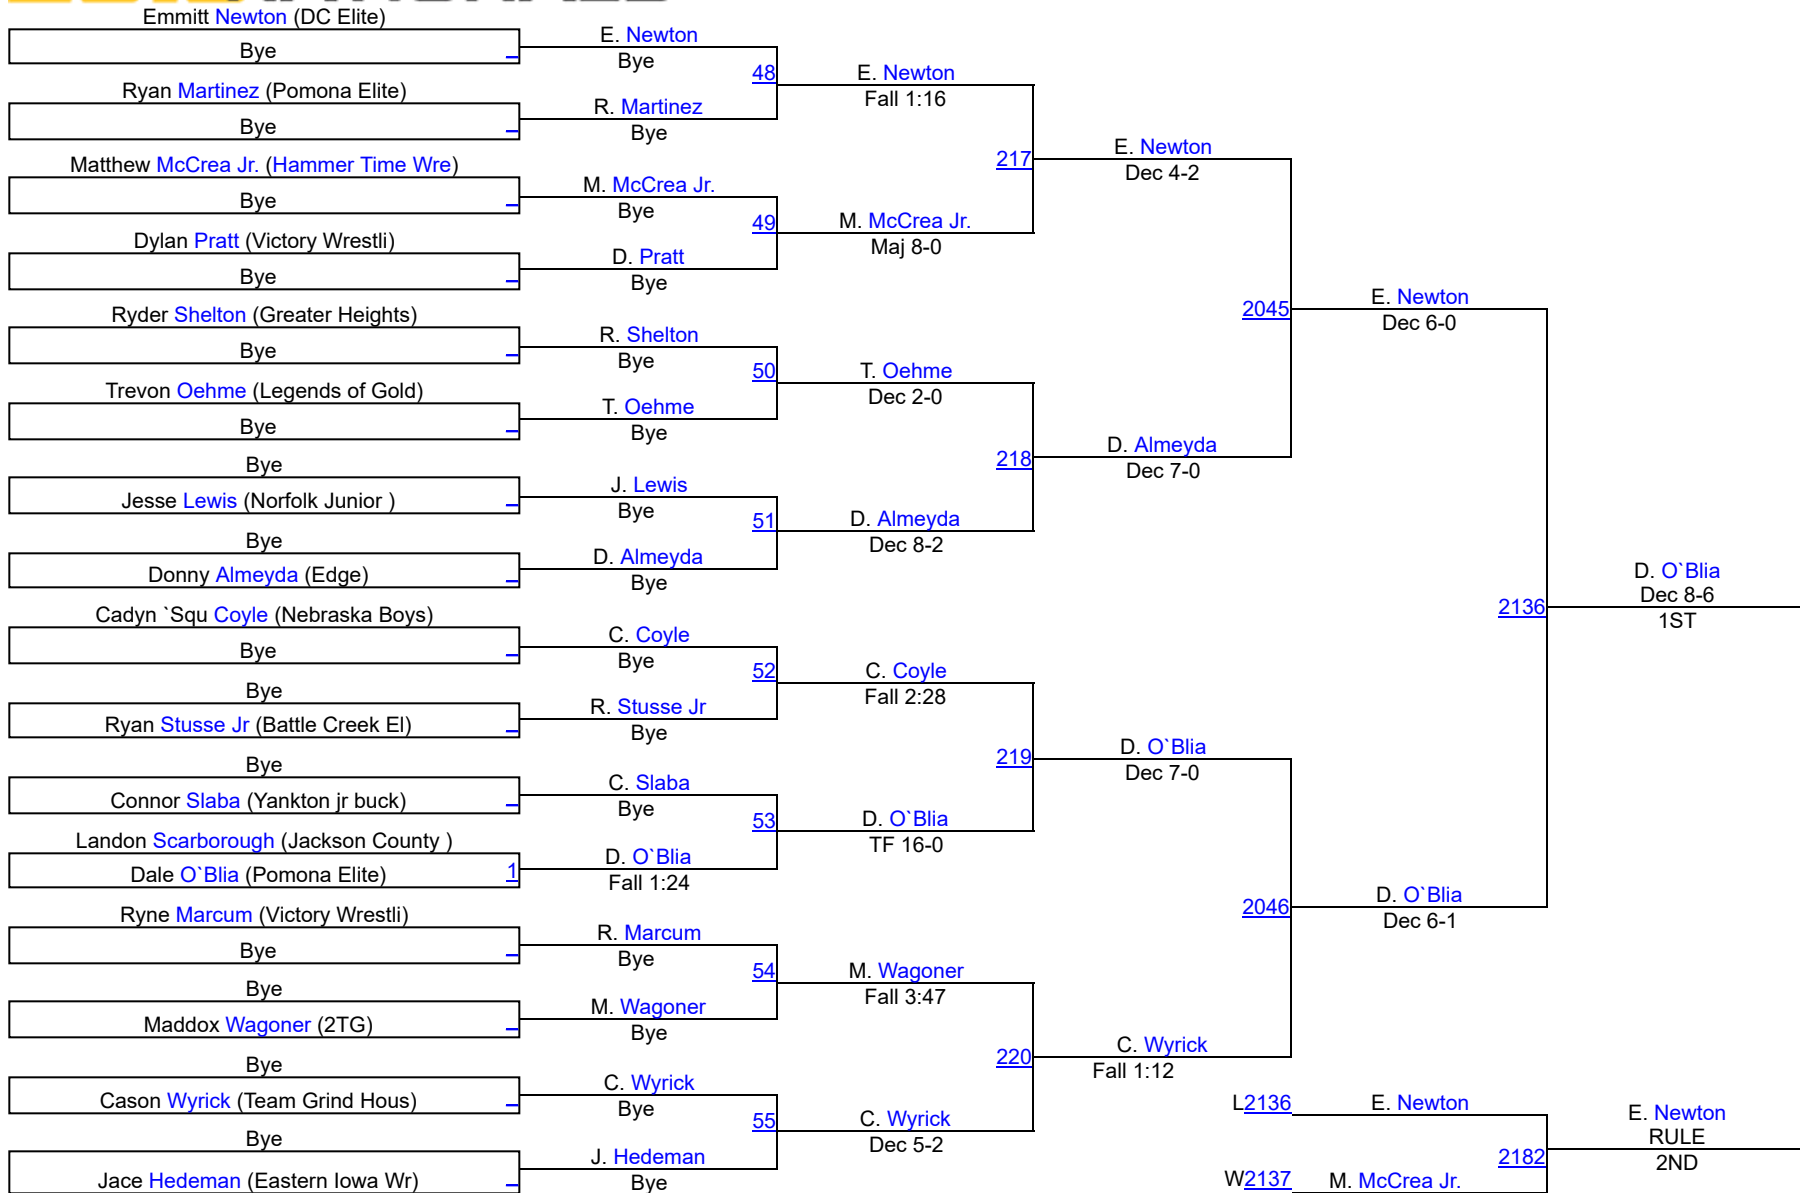 Emmitt Newton (DC Elite)
Bye
Ryan Martinez (Pomona Elite)
Bye
Matthew McCrea Jr. (Hammer Time Wre)
Bye
Dylan Pratt (Victory Wrestli)
Bye
Ryder Shelton (Greater Heights)
Bye
Trevon Oehme (Legends of Gold)
Bye
Bye
Jesse Lewis (Norfolk Junior )
Bye
Donny Almeyda (Edge)
Cadyn `Squ Coyle (Nebraska Boys)
Bye
Bye
Ryan Stusse Jr (Battle Creek El)
Bye
Connor Slaba (Yankton jr buck)
Landon Scarborough (Jackson County )
Dale O`Blia (Pomona Elite) 1
Ryne Marcum (Victory Wrestli)
Bye
Bye
Maddox Wagoner (2TG)
Bye
Cason Wyrick (Team Grind Hous)
Bye
Jace Hedeman (Eastern Iowa Wr)
E. Newton
Bye
48
R. Martinez
Bye
M. McCrea Jr.
Bye
49
D. Pratt
Bye
R. Shelton
Bye
50
T. Oehme
Bye
J. Lewis
Bye
51
D. Almeyda
Bye
C. Coyle
Bye
52
R. Stusse Jr
Bye
C. Slaba
Bye
53
D. O`Blia
Fall 1:24
R. Marcum
Bye
54
M. Wagoner
Bye
C. Wyrick
Bye
55
J. Hedeman
Bye
E. Newton
Fall 1:16
217
M. McCrea Jr.
Maj 8-0
T. Oehme
Dec 2-0
218
D. Almeyda
Dec 8-2
C. Coyle
Fall 2:28
219
D. O`Blia
TF 16-0
M. Wagoner
Fall 3:47
220
C. Wyrick
Dec 5-2
E. Newton
Dec 4-2
2045
D. Almeyda
Dec 7-0
D. O`Blia
Dec 7-0
2046
C. Wyrick
Fall 1:12
E. Newton
Dec 6-0
2136
D. O`Blia
Dec 6-1
D. O`Blia
Dec 8-6
1ST
L2136 E. Newton
2182
W2137 M. McCrea Jr.
E. Newton
RULE
2ND